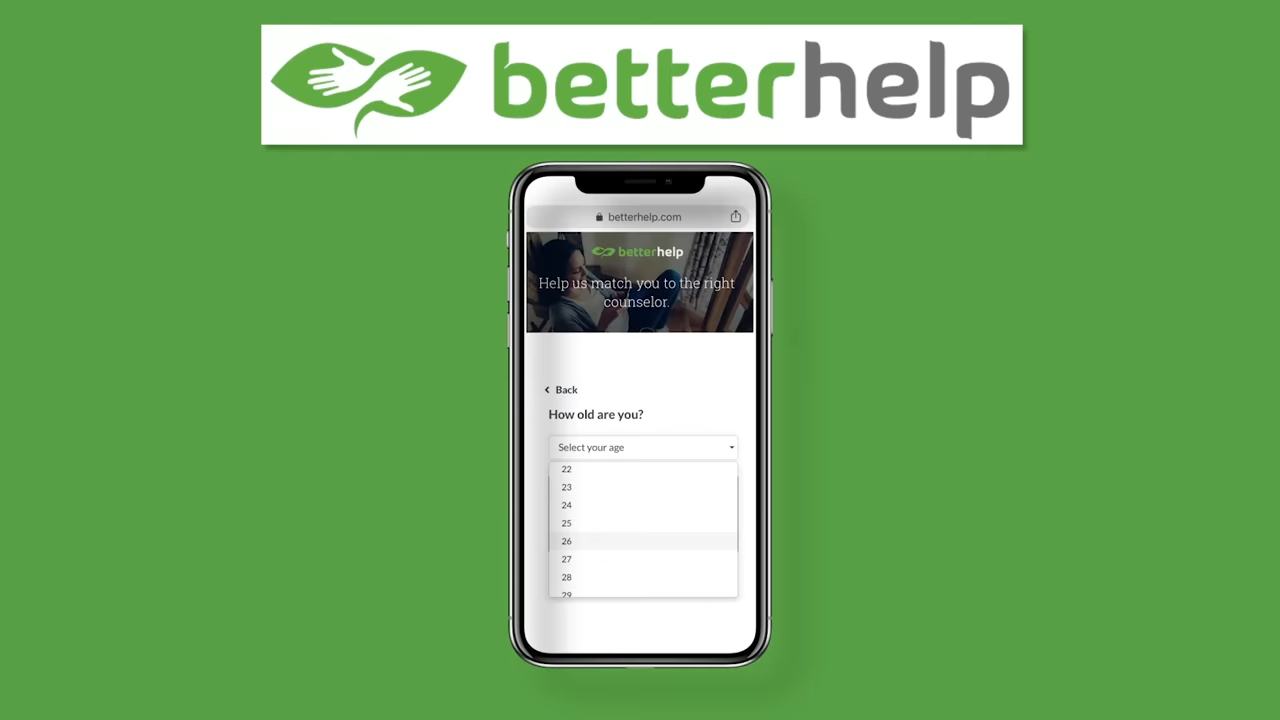 betterhelp
betterhelp.com
betterhelp
Help us match you to the right
counselor.
Back
How old are you?
Select your age
22
23
24
25
26
27
28
29